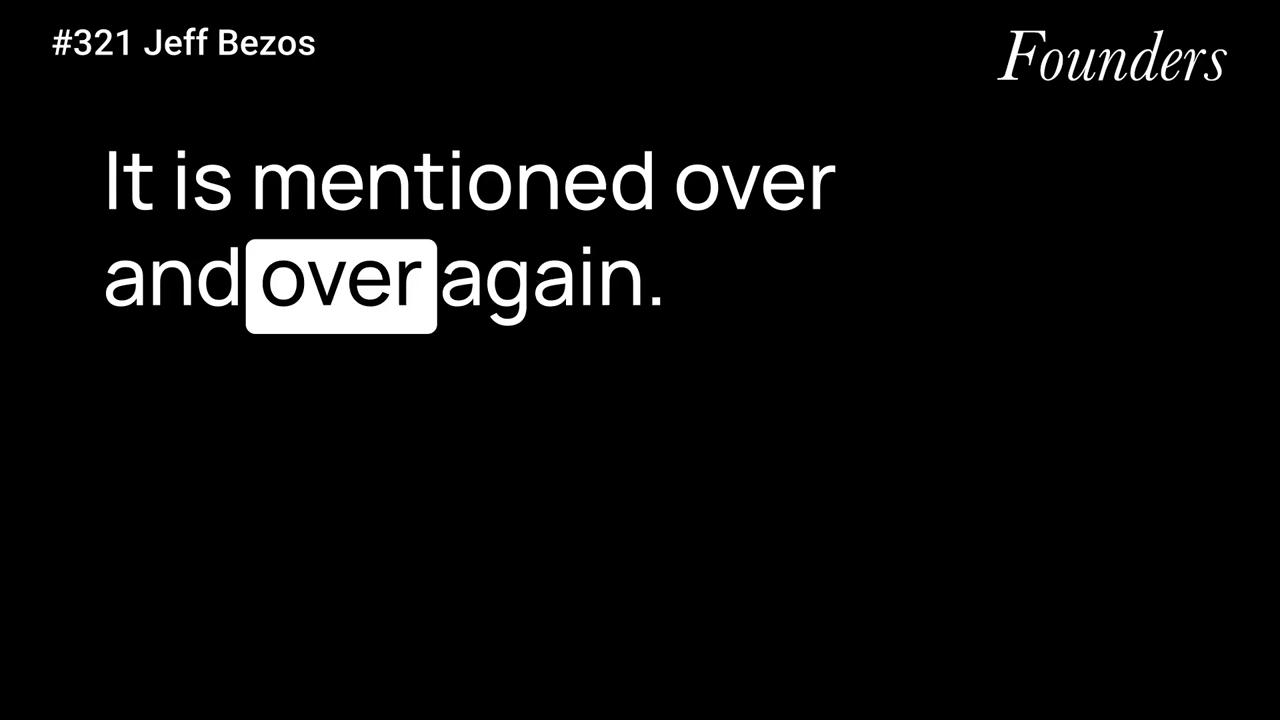 #321 Jeff Bezos
Founders
It is mentioned over
and over again.